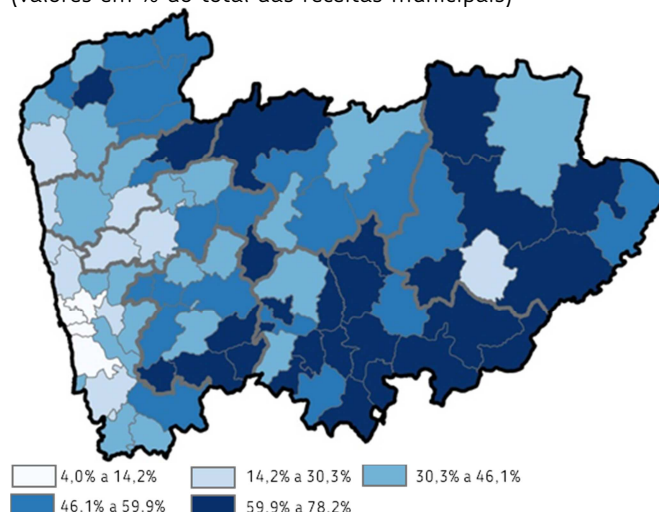 (valores em % do total das receitas municipais)
4,0% a 14,2%
14,2% a 30,3%
30,3% a 46,1%
46,1% a 59,9%
59,9% a 78,2%